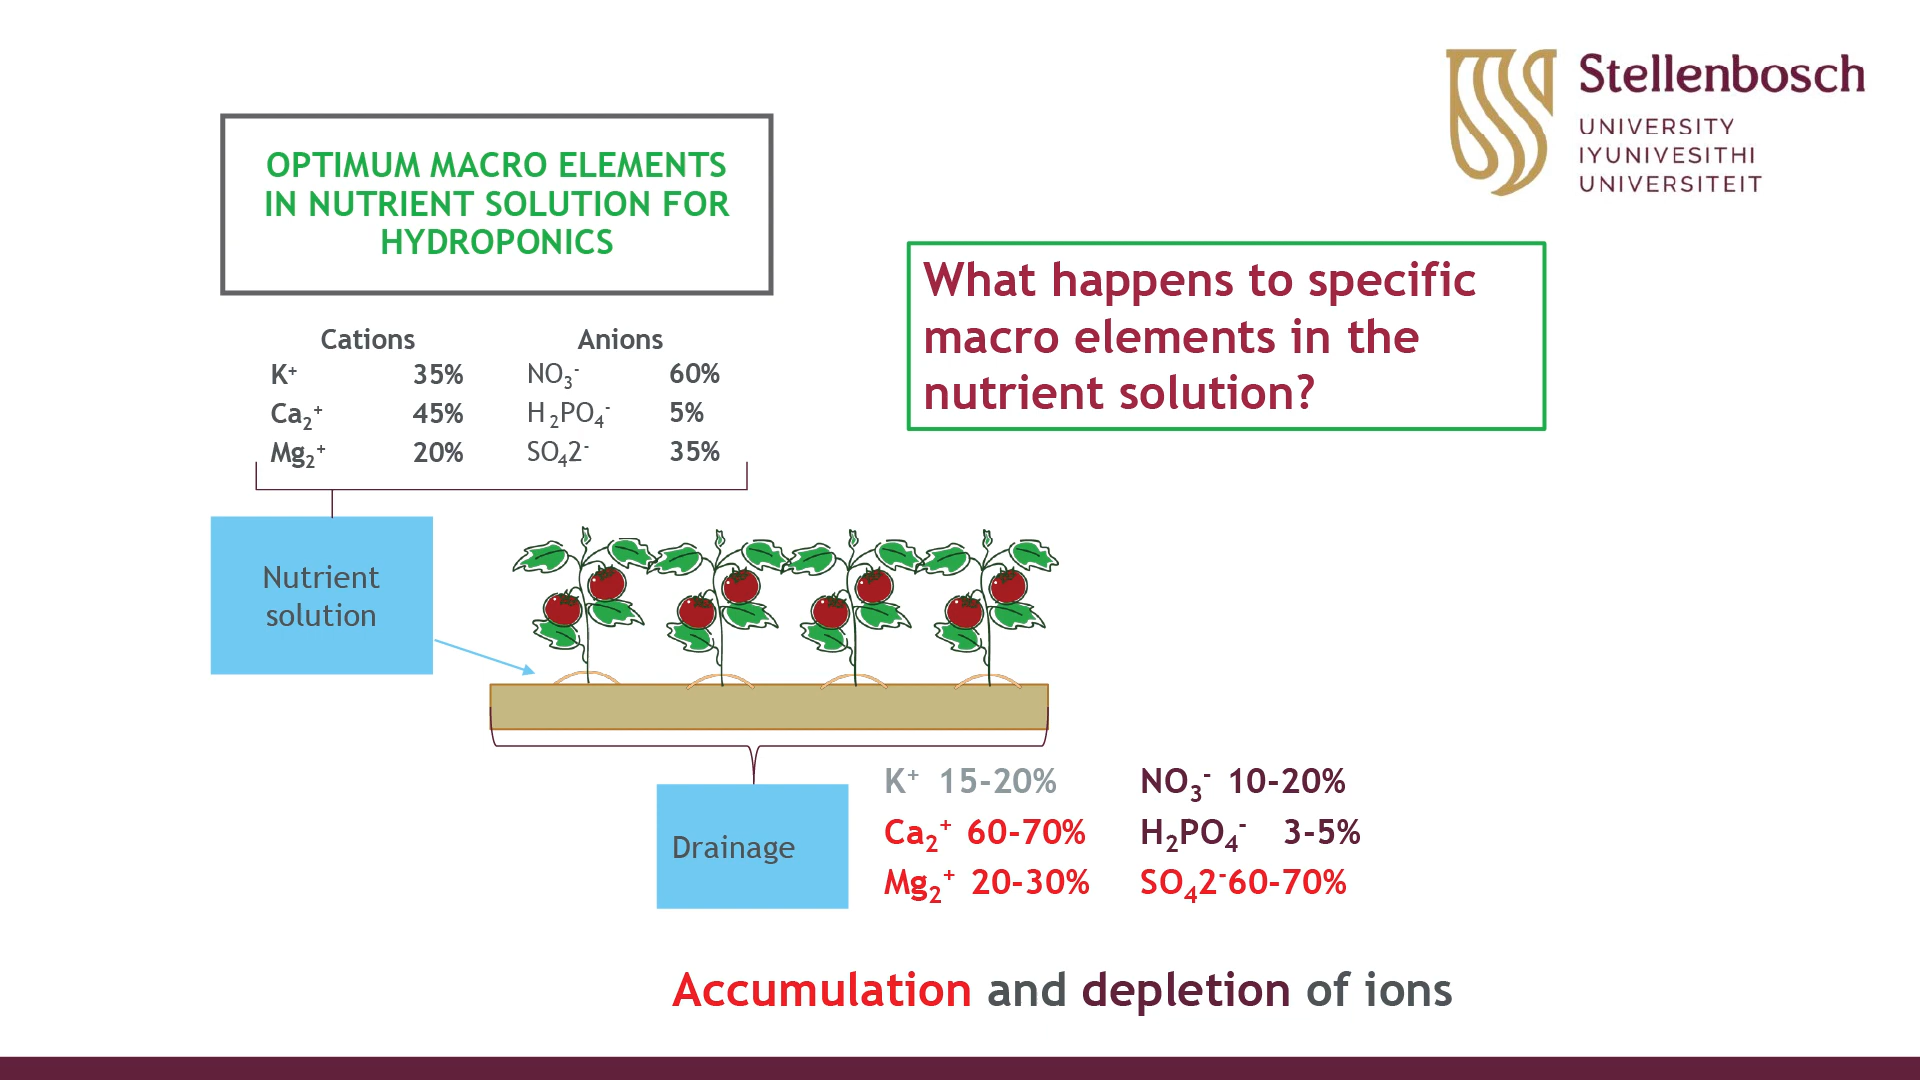 Stellenbosch
UNIVERSITY
IYUNIVESITHI
UNIVERSITEIT
OPTIMUM MACRO ELEMENTS
IN NUTRIENT SOLUTION FOR
HYDROPONICS
What happens to specific
macro elements in the
nutrient solution?
Cations Anions
K⁺ 35% NO₃⁻ 60%
Ca₂⁺ 45% H₂PO₄⁻ 5%
Mg₂⁺ 20% SO₄2⁻ 35%
Nutrient
solution
Drainage
K⁺ 15-20% NO₃⁻ 10-20%
Ca₂⁺ 60-70% H₂PO₄⁻ 3-5%
Mg₂⁺ 20-30% SO₄2⁻60-70%
Accumulation and depletion of ions